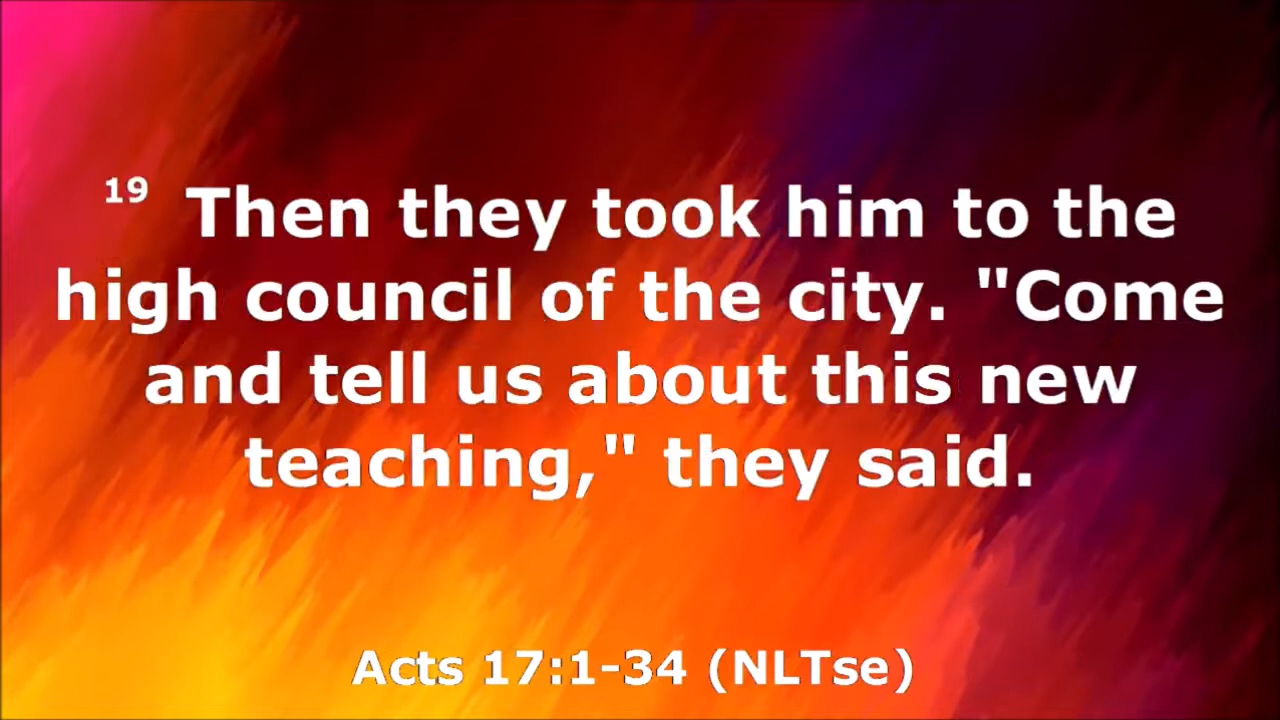 19 Then they took him to the
high council of the city. "Come
and tell us about this new
teaching," they said.
Acts 17:1-34 (NLTse)